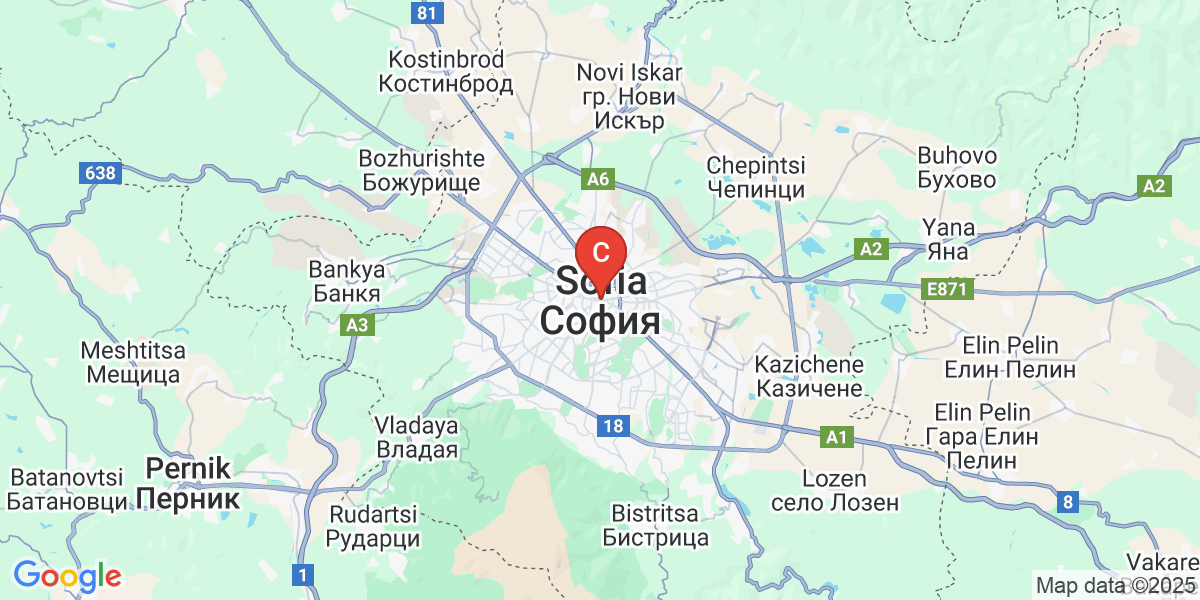 81
Kostinbrod
Костинброд
Novi Iskar
гр. Нови
Искър
Bozhurishte
Божурище
638
A6
Chepintsi
Чепинци
Buhovo
Бухово
A2
Yana
Яна
A2
C
Bankya
Банкя
Sofia
София
E871
A3
Meshtitsa
Мещица
Kazichene
Казичене
Elin Pelin
Елин Пелин
Vladaya
Владая
18
A1
Elin Pelin
Гара Елин
Пелин
Pernik
Перник
Batanovtsi
Батановци
Lozen
село Лозен
8
Rudartsi
Рударци
Bistritsa
Бистрица
1
Vakare
Google
Map data ©2025